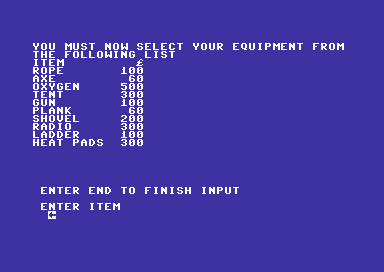 YOU MUST NOW SELECT YOUR EQUIPMENT FROM
THE FOLLOWING LIST
ITEM £
ROPE 100
AXE 60
OXYGEN 500
TENT 300
GUN 100
PLANK 60
SHOVEL 200
RADIO 300
LADDER 100
HEAT PADS 300
ENTER END TO FINISH INPUT
ENTER ITEM